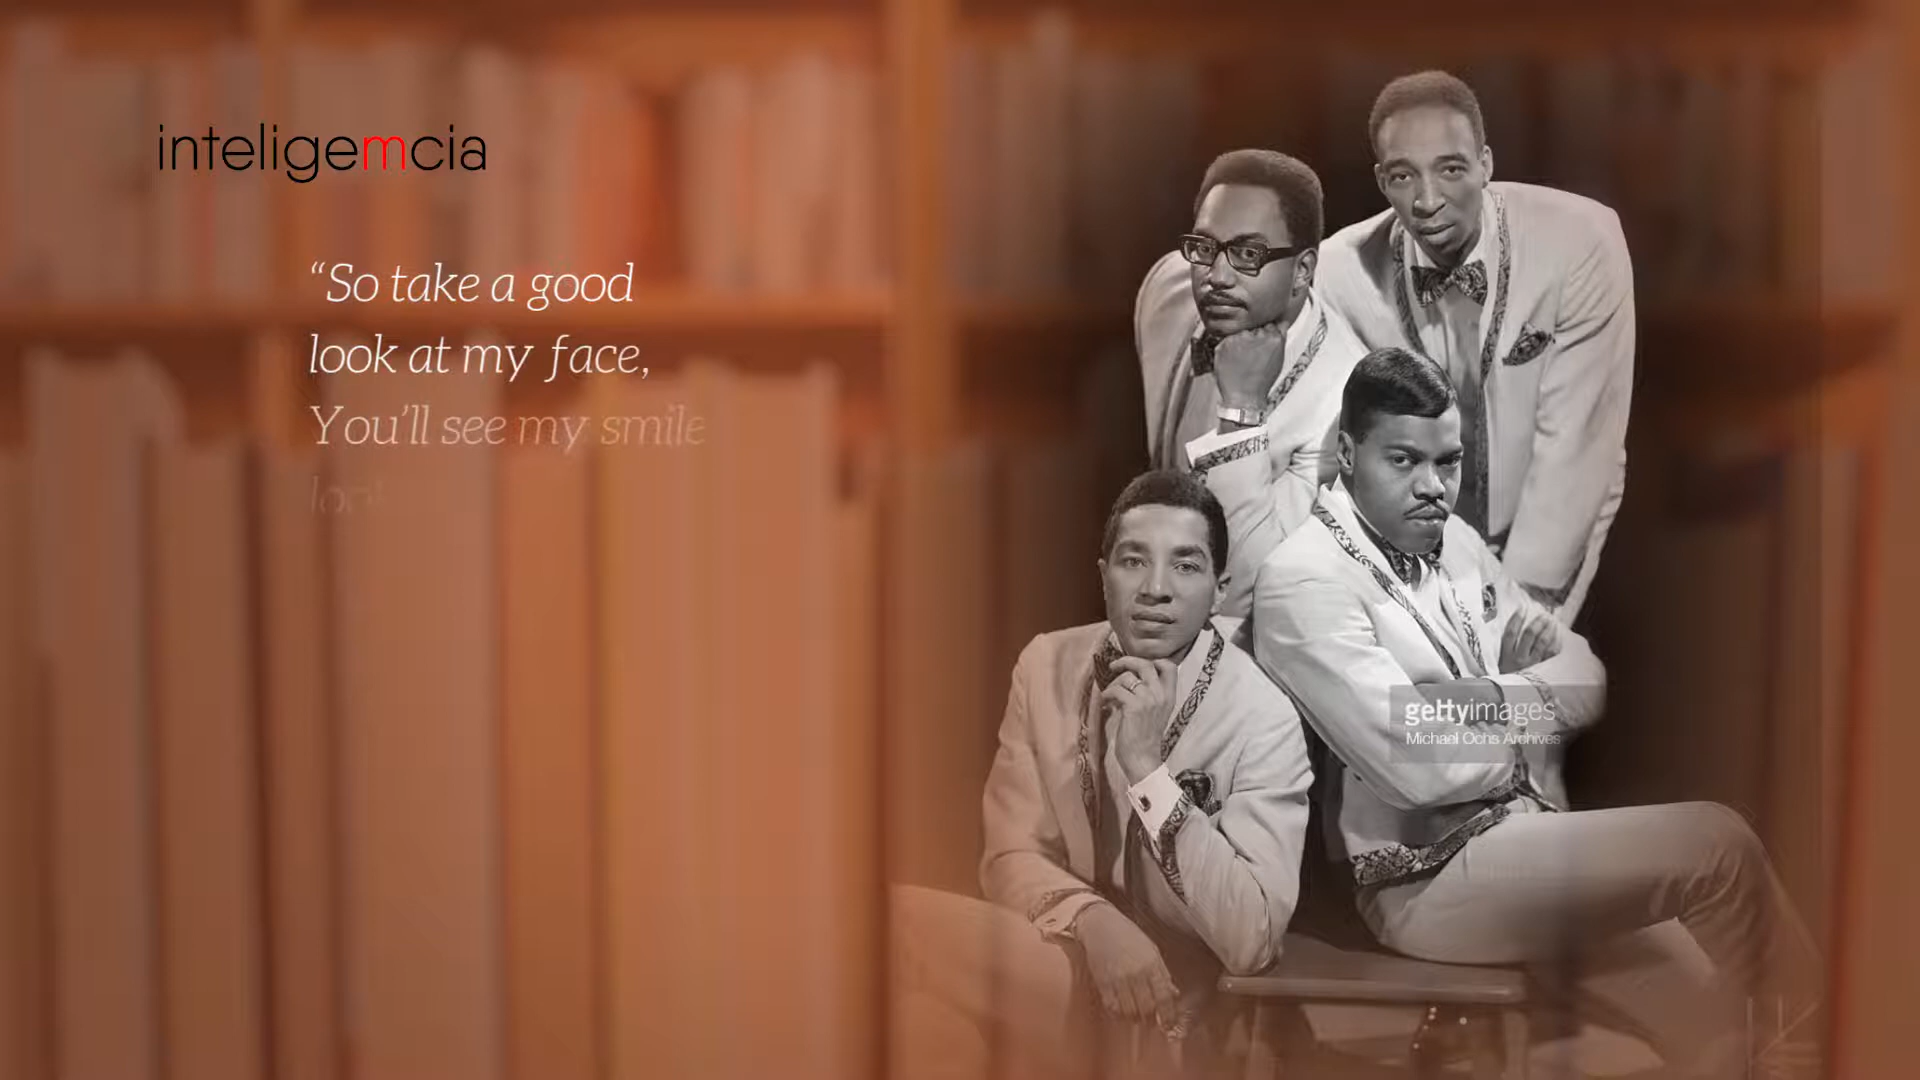 inteligemcia
“So take a good
look at my face,
You’ll see my smile
gettyimages
Michael Ochs Archives